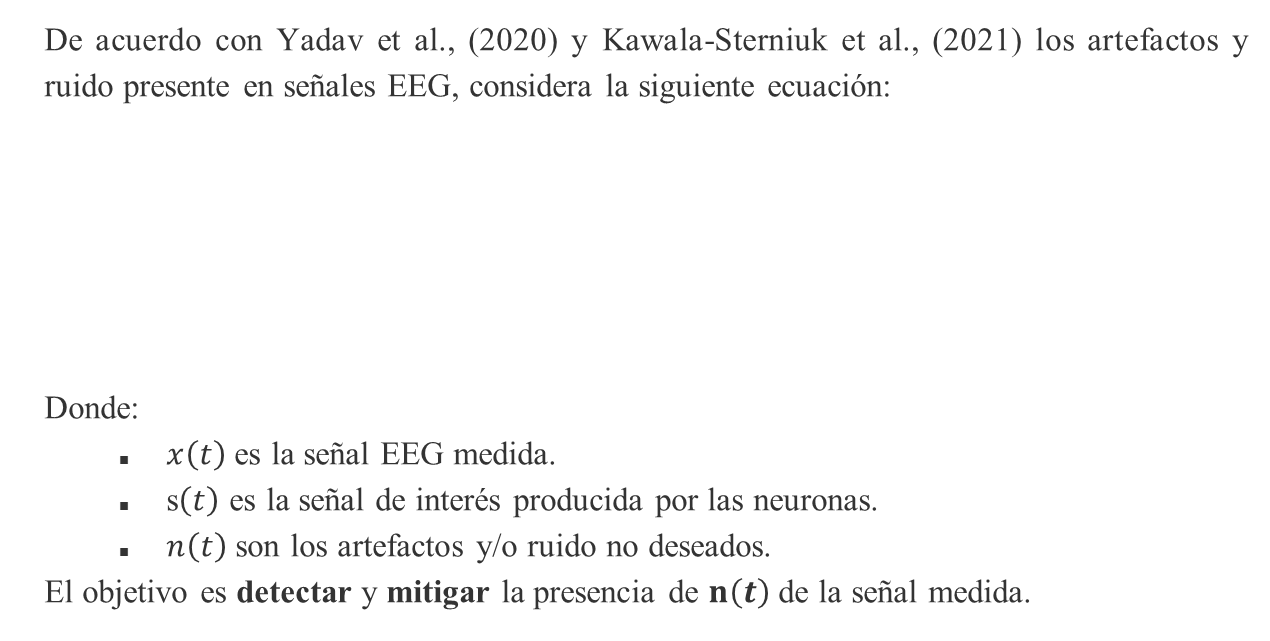 De acuerdo con Yadav et al., (2020) y Kawala-Sterniuk et al., (2021) los artefactos y
ruido presente en señales EEG, considera la siguiente ecuación:
Donde:
▪ 𝑥(𝑡) es la señal EEG medida.
▪ s(𝑡) es la señal de interés producida por las neuronas.
▪ 𝑛(𝑡) son los artefactos y/o ruido no deseados.
El objetivo es detectar y mitigar la presencia de n(𝒕) de la señal medida.